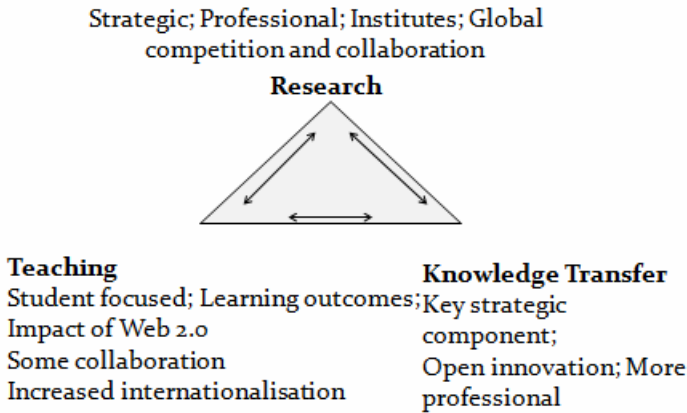 Strategic; Professional; Institutes; Global
competition and collaboration
Research
Teaching
Student focused; Learning outcomes;
Impact of Web 2.0
Some collaboration
Increased internationalisation
Knowledge Transfer
Key strategic
component;
Open innovation; More
professional